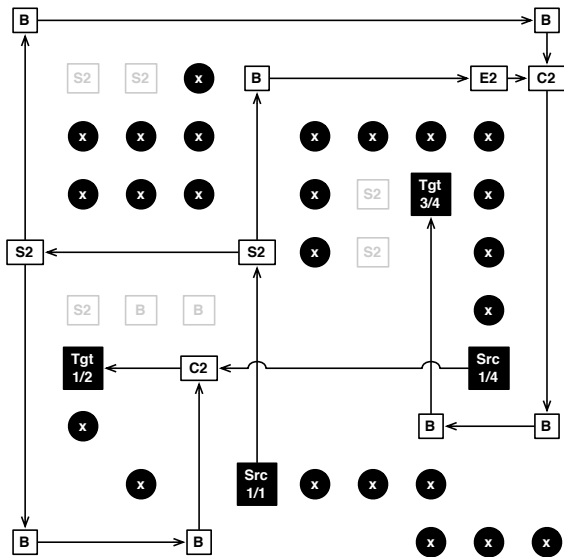 B B
S2 S2 x B E2 C2
x x x x x x x
x x x x S2 Tgt x
3/4
S2 S2 x S2 x
S2 B B x
Tgt C2 Src
1/2 1/4
x B B
x Src x x x
1/1
B B x x x